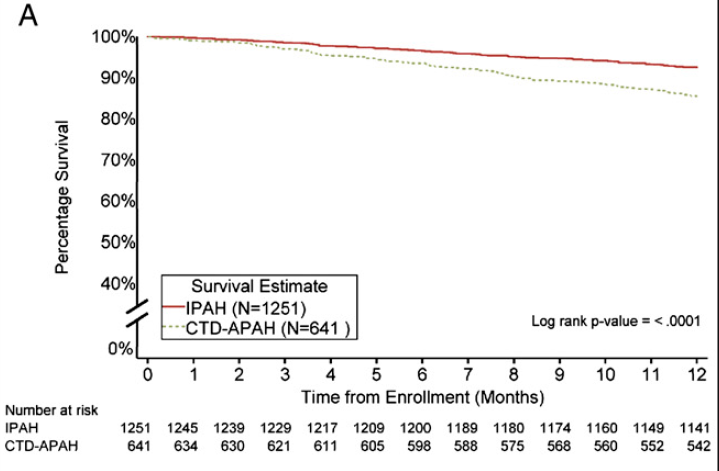 A
100%
90%
80%
70%
60%
50%
40%
0%
Percentage Survival
Survival Estimate
IPAH (N=1251)
CTD-APAH (N=641 )
Log rank p-value = < .0001
0 1 2 3 4 5 6 7 8 9 10 11 12
Time from Enrollment (Months)
Number at risk
IPAH 1251 1245 1239 1229 1217 1209 1200 1189 1180 1174 1160 1149 1141
CTD-APAH 641 634 630 621 611 605 598 588 575 568 560 552 542